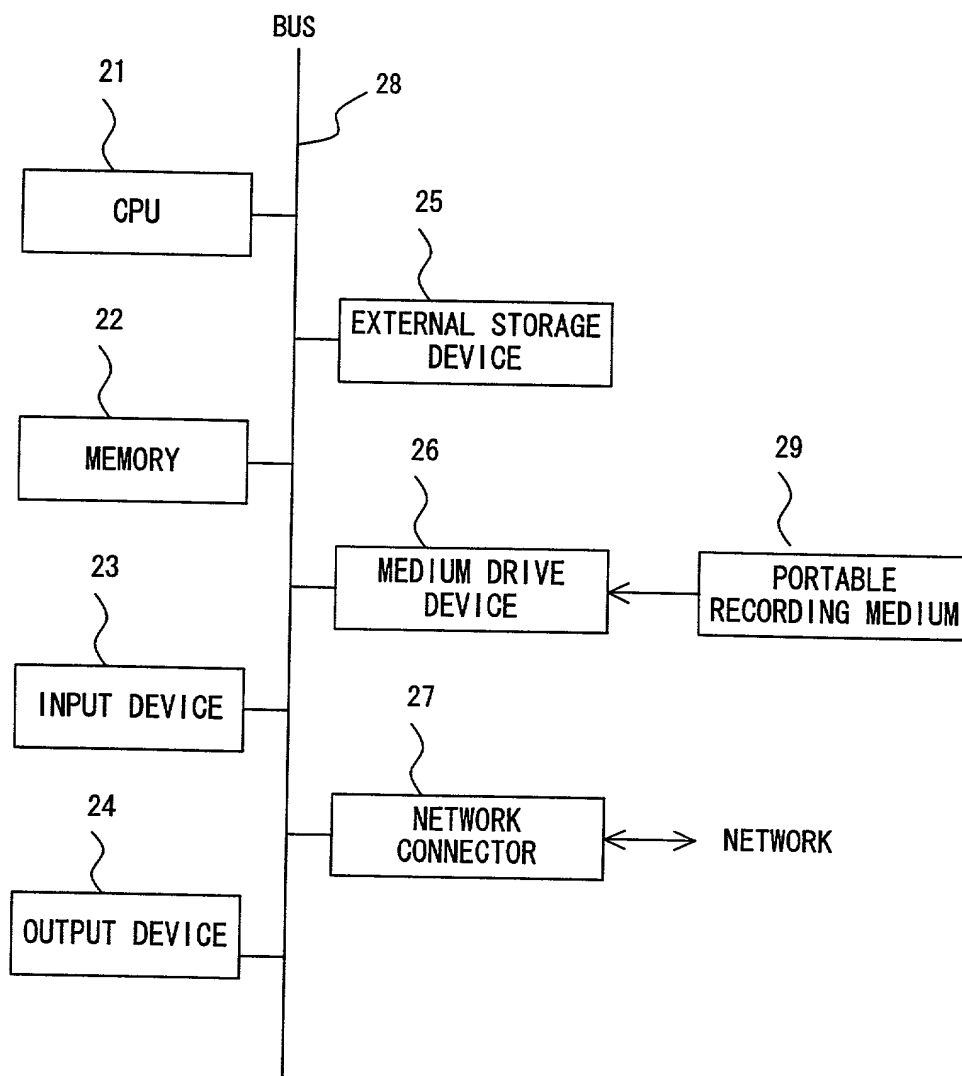 BUS
21
28
CPU
25
EXTERNAL STORAGE
DEVICE
22
MEMORY
26
29
MEDIUM DRIVE
DEVICE
PORTABLE
RECORDING MEDIUM
23
INPUT DEVICE
27
NETWORK
CONNECTOR
NETWORK
24
OUTPUT DEVICE